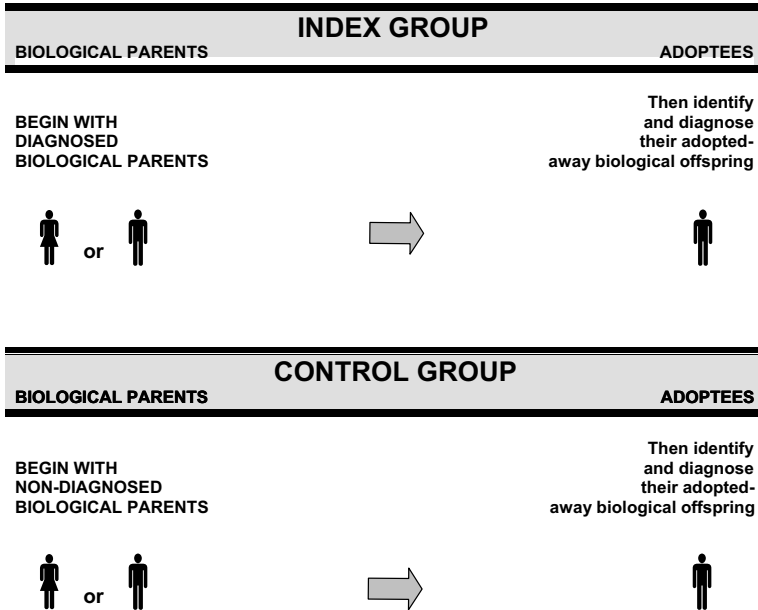 INDEX GROUP
BIOLOGICAL PARENTS ADOPTEES
BEGIN WITH
DIAGNOSED
BIOLOGICAL PARENTS
Then identify
and diagnose
their adopted-
away biological offspring
or
CONTROL GROUP
BIOLOGICAL PARENTS ADOPTEES
BEGIN WITH
NON-DIAGNOSED
BIOLOGICAL PARENTS
Then identify
and diagnose
their adopted-
away biological offspring
or